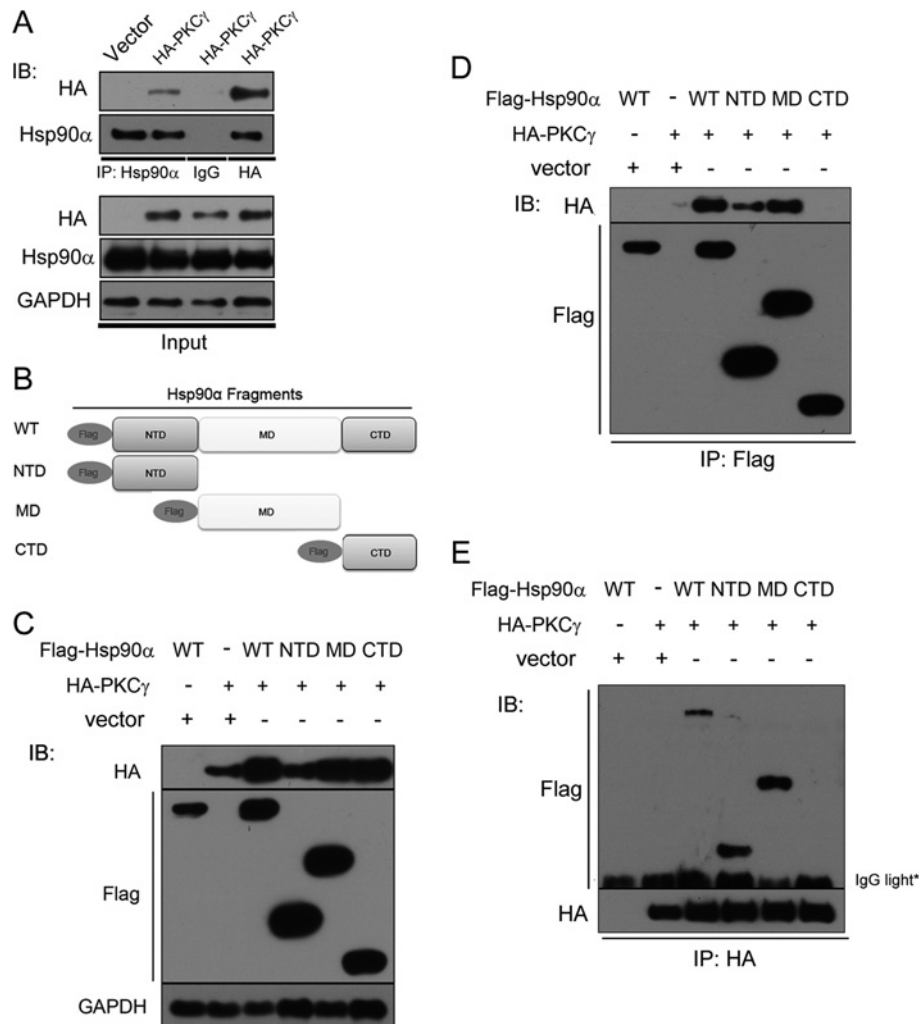 A
Vector HA-PKCγ HA-PKCγ HA-PKCγ
IB:
HA
Hsp90α
IP: Hsp90α IgG HA
HA
Hsp90α
GAPDH
Input
B
Hsp90α Fragments
WT Flag NTD MD CTD
NTD Flag NTD
MD Flag MD
CTD Flag CTD
C
Flag-Hsp90α WT - WT NTD MD CTD
HA-PKCγ - + + + + +
vector + + - - - -
IB:
HA
Flag
GAPDH
D
Flag-Hsp90α WT - WT NTD MD CTD
HA-PKCγ - + + + + +
vector + + - - - -
IB: HA
Flag
IP: Flag
E
Flag-Hsp90α WT - WT NTD MD CTD
HA-PKCγ - + + + + +
vector + + - - - -
IB:
Flag
IgG light*
HA
IP: HA